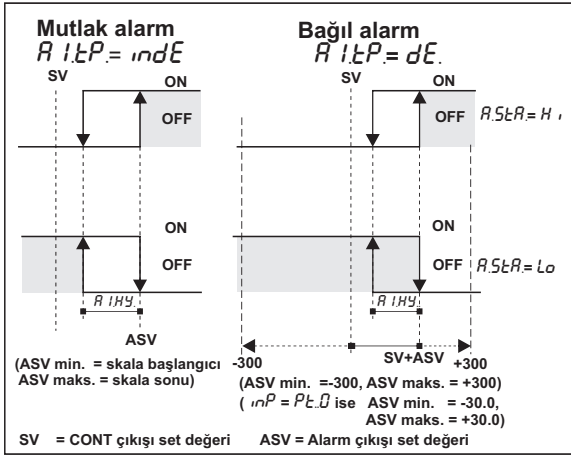 Mutlak alarm
A1.tP.= indE
Bağıl alarm
A1.tP.= dE.
SV
ON
OFF
SV
ON
OFF
A.StA.= Hi
ON
OFF
A1.HY.
ASV
ON
OFF
A.StA.= Lo
A1.HY.
SV+ASV
-300
+300
(ASV min. = skala başlangıcı
ASV maks. = skala sonu)
(ASV min. =-300, ASV maks. = +300)
( inP = Pt..0 ise ASV min. = -30.0,
ASV maks. = +30.0)
SV = CONT çıkışı set değeri
ASV = Alarm çıkışı set değeri